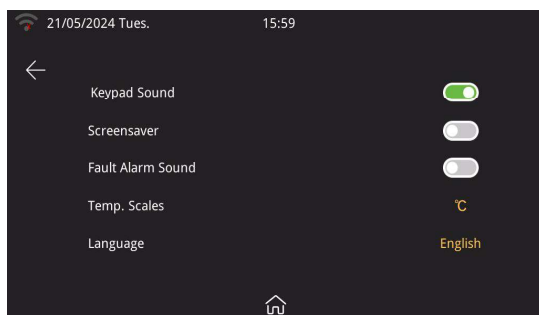 21/05/2024 Tues. 15:59
Keypad Sound
Screensaver
Fault Alarm Sound
Temp. Scales ℃
Language English